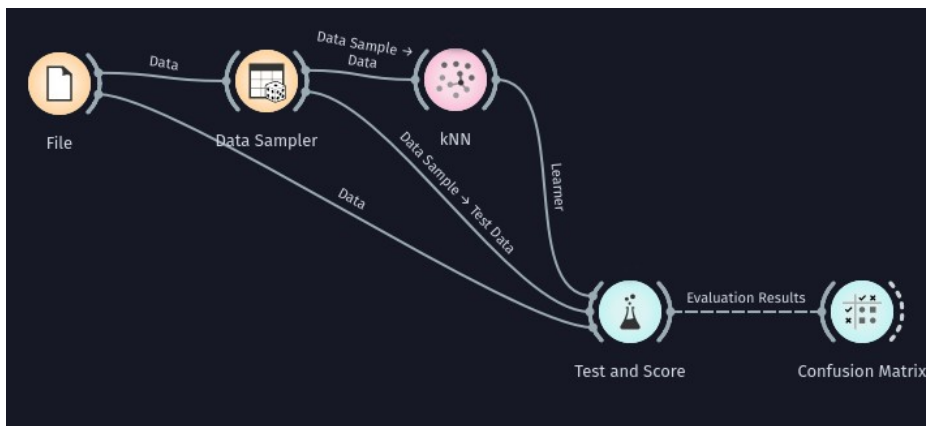 Data Sample →
Data
Data
File
Data Sampler
kNN
Data Sample → Test Data
Learner
Data
Evaluation Results
Test and Score
Confusion Matrix